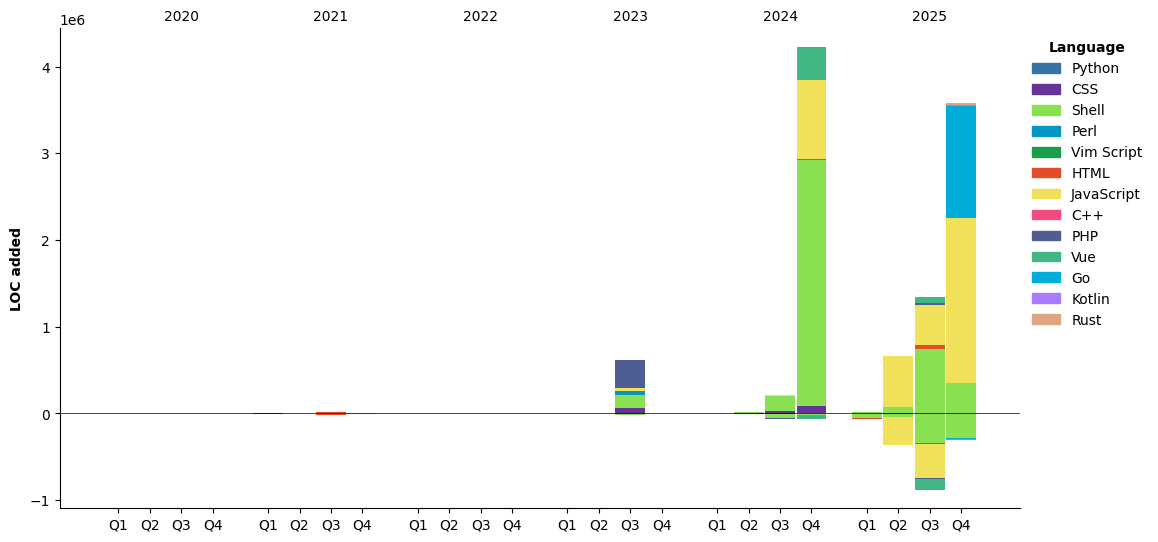 1e6
2020 2021 2022 2023 2024 2025
LOC added
4
3
2
1
0
−1
Q1 Q2 Q3 Q4 Q1 Q2 Q3 Q4 Q1 Q2 Q3 Q4 Q1 Q2 Q3 Q4 Q1 Q2 Q3 Q4 Q1 Q2 Q3 Q4
Language
Python
CSS
Shell
Perl
Vim Script
HTML
JavaScript
C++
PHP
Vue
Go
Kotlin
Rust